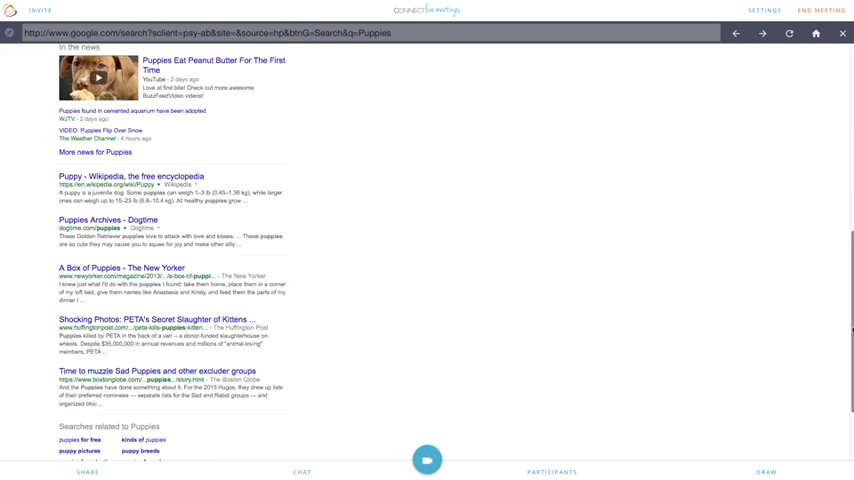 INVITE
CONNECT live meetings
SETTINGS
END MEETING
http://www.google.com/search?sclient=psy-ab&site=&source=hp&btnG=Search&q=Puppies
In the news
Puppies Eat Peanut Butter For The First
Time
YouTube - 2 days ago
Love at first bite! Check out more awesome
BuzzFeedVideo videos!
Puppies found in cemented aquarium have been adopted
WJTV - 2 days ago
VIDEO: Puppies Flip Over Snow
The Weather Channel - 4 hours ago
More news for Puppies
Puppy - Wikipedia, the free encyclopedia
https://en.wikipedia.org/wiki/Puppy Wikipedia
A puppy is a juvenile dog. Some puppies can weigh 1–3 lb (0.45–1.36 kg), while larger
ones can weigh up to 15–23 lb (6.8–10.4 kg). All healthy puppies grow ...
Puppies Archives - Dogtime
dogtime.com/puppies Dogtime
These Golden Retriever puppies love to attack with love and kisses. ... These puppies
are so cute they may cause you to squee for joy and make other silly ...
A Box of Puppies - The New Yorker
www.newyorker.com/magazine/2013/.../a-box-of-puppi... - The New Yorker
I knew just what I'd do with the puppies I found: take them home, place them in a corner
of my loft bed, give them names like Anastasia and Kristy, and feed them parts of my
dinner I ...
Shocking Photos: PETA's Secret Slaughter of Kittens ...
www.huffingtonpost.com/.../peta-kills-puppies-kitten... - The Huffington Post
Puppies killed by PETA in the back of a van -- a donor-funded slaughterhouse on
wheels. Despite $35,000,000 in annual revenues and millions of "animal-loving"
members, PETA ...
Time to muzzle Sad Puppies and other excluder groups
https://www.bostonglobe.com/...puppies.../story.html - The Boston Globe
And the Puppies have done something about it. For the 2015 Hugos, they drew up lists
of their preferred nominees — separate lists for the Sad and Rabid groups — and
organized bloc ...
Searches related to Puppies
puppies for free kinds of puppies
puppy pictures puppy breeds
SHARE
CHAT
PARTICIPANTS
DRAW